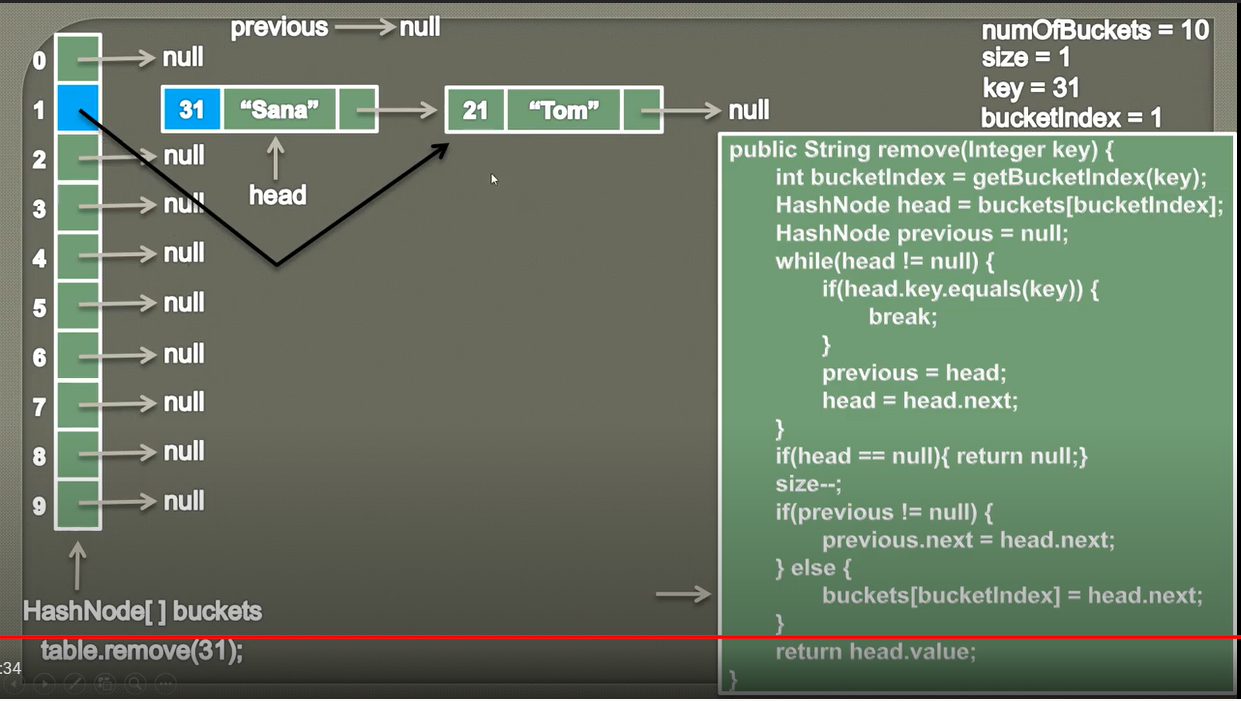 previous null
numOfBuckets = 10
size = 1
key = 31
bucketIndex = 1
0 null
1 31 “Sana” 21 “Tom” null
2 null
head
3 null
4 null
5 null
6 null
7 null
8 null
9 null
HashNode[ ] buckets
table.remove(31);
:34
public String remove(Integer key) {
int bucketIndex = getBucketIndex(key);
HashNode head = buckets[bucketIndex];
HashNode previous = null;
while(head != null) {
if(head.key.equals(key)) {
break;
}
previous = head;
head = head.next;
}
if(head == null){ return null;}
size--;
if(previous != null) {
previous.next = head.next;
} else {
buckets[bucketIndex] = head.next;
}
return head.value;
}